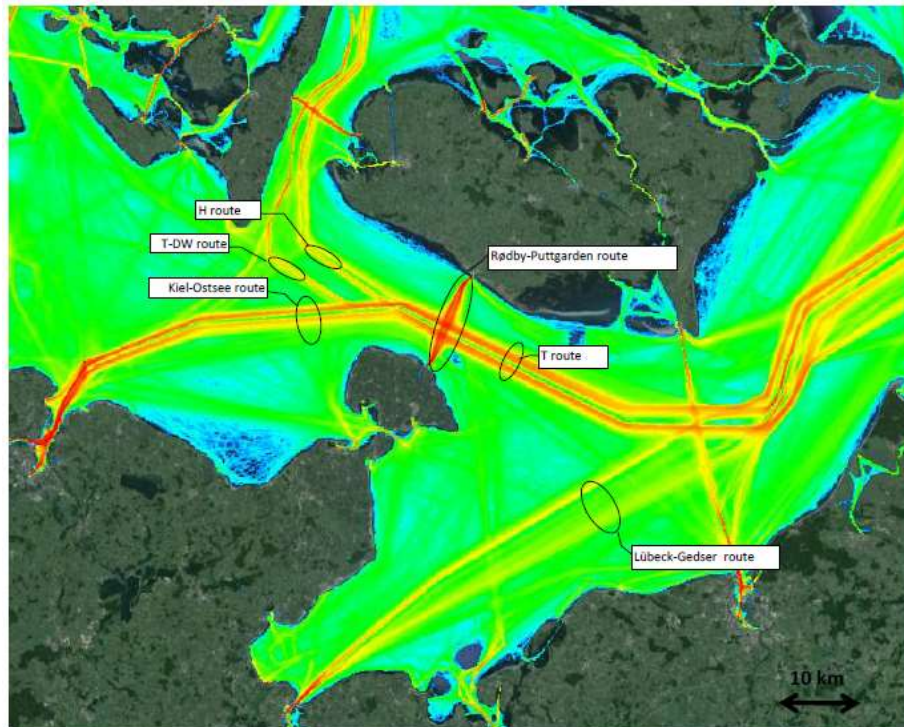 H route
T-DW route
Rødby-Puttgarden route
Kiel-Ostsee route
T route
Lübeck-Gedser route
10 km